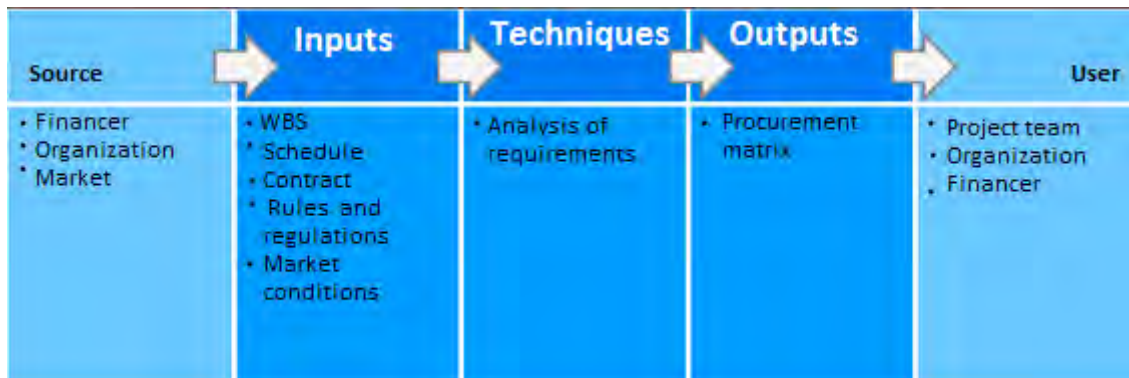 Source
Inputs
Techniques
Outputs
User
• Financer
• Organization
• Market
• WBS
• Schedule
• Contract
• Rules and
regulations
• Market
conditions
• Analysis of
requirements
• Procurement
matrix
• Project team
• Organization
• Financer